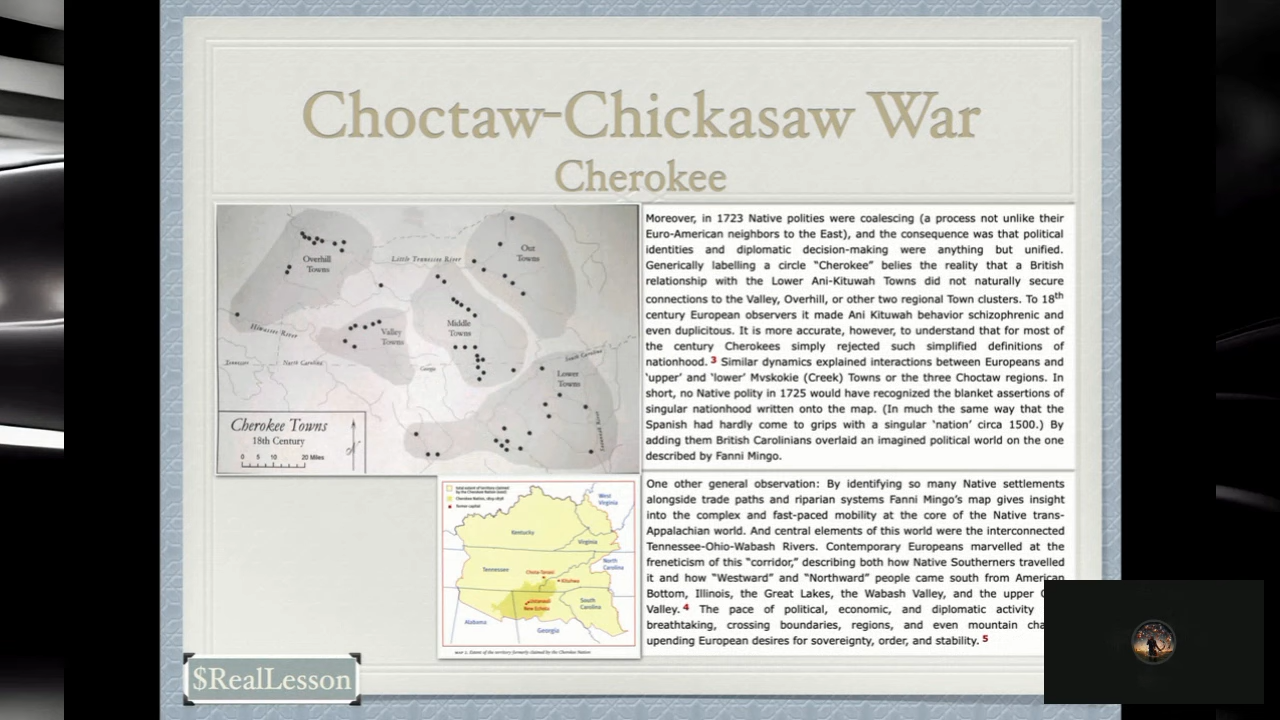 Choctaw-Chickasaw War
Cherokee
Overhill
Towns
Out
Towns
Little Tennessee River
Hiwassee River
Valley
Towns
Middle
Towns
Lower
Towns
Tennessee
North Carolina
Georgia
South Carolina
Cherokee Towns
18th Century
0 5 10 20 Miles
N
Moreover, in 1723 Native polities were coalescing (a process not unlike their
Euro-American neighbors to the East), and the consequence was that political
identities and diplomatic decision-making were anything but unified.
Generically labelling a circle “Cherokee” belies the reality that a British
relationship with the Lower Ani-Kituwah Towns did not naturally secure
connections to the Valley, Overhill, or other two regional Town clusters. To 18th
century European observers it made Ani Kituwah behavior schizophrenic and
even duplicitous. It is more accurate, however, to understand that for most of
the century Cherokees simply rejected such simplified definitions of
nationhood. 3 Similar dynamics explained interactions between Europeans and
‘upper’ and ‘lower’ Mvskokie (Creek) Towns or the three Choctaw regions. In
short, no Native polity in 1725 would have recognized the blanket assertions of
singular nationhood written onto the map. (In much the same way that the
Spanish had hardly come to grips with a singular ‘nation’ circa 1500.) By
adding them British Carolinians overlaid an imagined political world on the one
described by Fanni Mingo.
One other general observation: By identifying so many Native settlements
alongside trade paths and riparian systems Fanni Mingo’s map gives insight
into the complex and fast-paced mobility at the core of the Native trans-
Appalachian world. And central elements of this world were the interconnected
Tennessee-Ohio-Wabash Rivers. Contemporary Europeans marvelled at the
freneticism of this “corridor,” describing both how Native Southerners travelled
it and how “Westward” and “Northward” people came south from American
Bottom, Illinois, the Great Lakes, the Wabash Valley, and the upper
Valley. 4 The pace of political, economic, and diplomatic activity
breathtaking, crossing boundaries, regions, and even mountain
upending European desires for sovereignty, order, and stability. 5
West
Virginia
Kentucky
Virginia
North
Carolina
Tennessee
South
Carolina
New Echota
Alabama
Georgia
$RealLesson